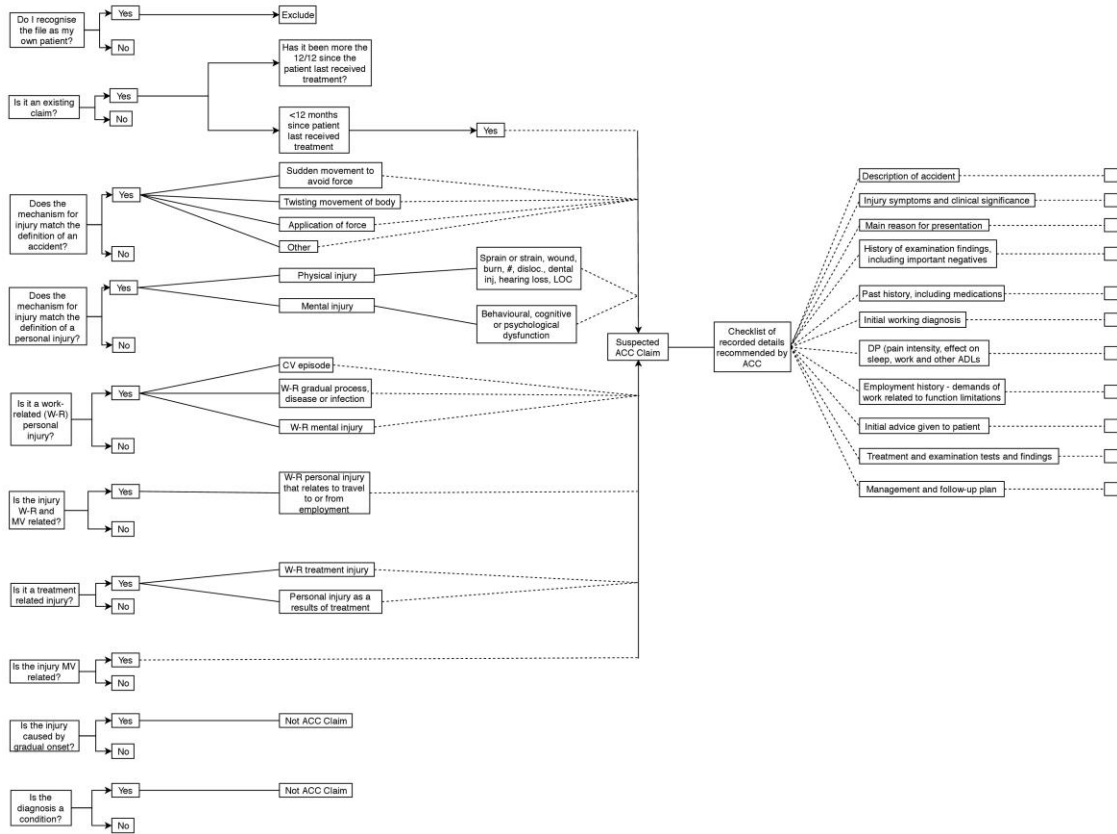 Do I recognise
the file as my
own patient?
Yes
No
Exclude
Is it an existing
claim?
Yes
No
Has it been more the
12/12 since the
patient last received
treatment?
<12 months
since patient
last received
treatment
Yes
Does the
mechanism for
injury match the
definition of an
accident?
Yes
No
Sudden movement to
avoid force
Twisting movement of body
Application of force
Other
Does the
mechanism for
injury match the
definition of a
personal injury?
Yes
No
Physical injury
Mental injury
Sprain or strain, wound,
burn, #, disloc., dental
inj, hearing loss, LOC
Behavioural, cognitive
or psychological
dysfunction
Is it a work-
related (W-R)
personal
injury?
Yes
No
CV episode
W-R gradual process,
disease or infection
W-R mental injury
Is the injury
W-R and
MV related?
Yes
No
W-R personal injury
that relates to travel
to or from
employment
Is it a treatment
related injury?
Yes
No
W-R treatment injury
Personal injury as a
results of treatment
Is the injury MV
related?
Yes
No
Is the injury
caused by
gradual onset?
Yes
No
Not ACC Claim
Is the
diagnosis a
condition?
Yes
No
Not ACC Claim
Suspected
ACC Claim
Checklist of
recorded details
recommended by
ACC
Description of accident
Injury symptoms and clinical significance
Main reason for presentation
History of examination findings,
including important negatives
Past history, including medications
Initial working diagnosis
DP (pain intensity, effect on
sleep, work and other ADLs
Employment history - demands of
work related to function limitations
Initial advice given to patient
Treatment and examination tests and findings
Management and follow-up plan